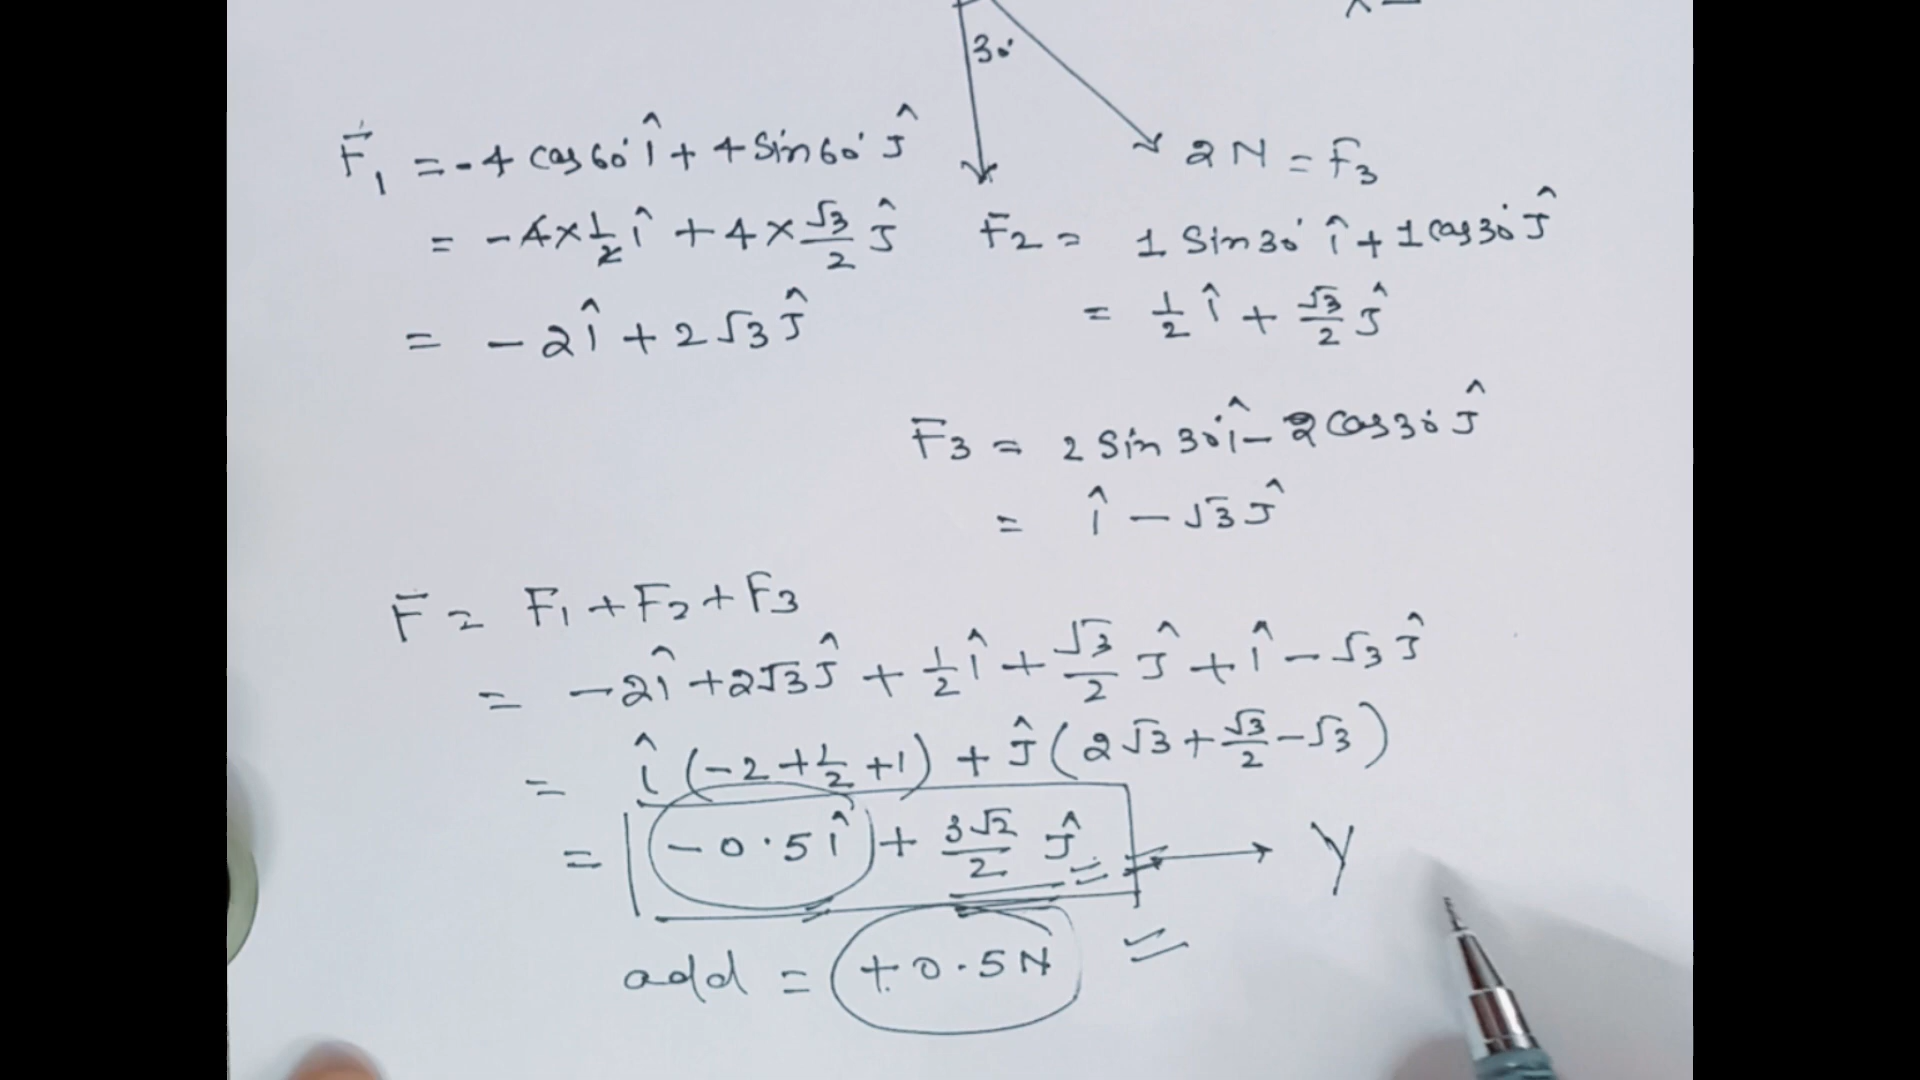 30°
F⃗₁ = -4 cos60° î + 4 sin60° ĵ
2N = F₃
= -4 × 1/2 î + 4 × √3/2 ĵ
F₂ = 1 Sin30° î + 1 cos30° ĵ
= -2î + 2√3 ĵ
= 1/2 î + √3/2 ĵ
F₃ = 2 Sin 30° î - 2 Cos30° ĵ
= î - √3 ĵ
F̄ = F₁ + F₂ + F₃
= -2î + 2√3 ĵ + 1/2 î + √3/2 ĵ + î - √3 ĵ
= î (-2 + 1/2 + 1) + ĵ (2√3 + √3/2 - √3)
= -0.5 î + 3√2/2 ĵ → Y
add = +0.5 N